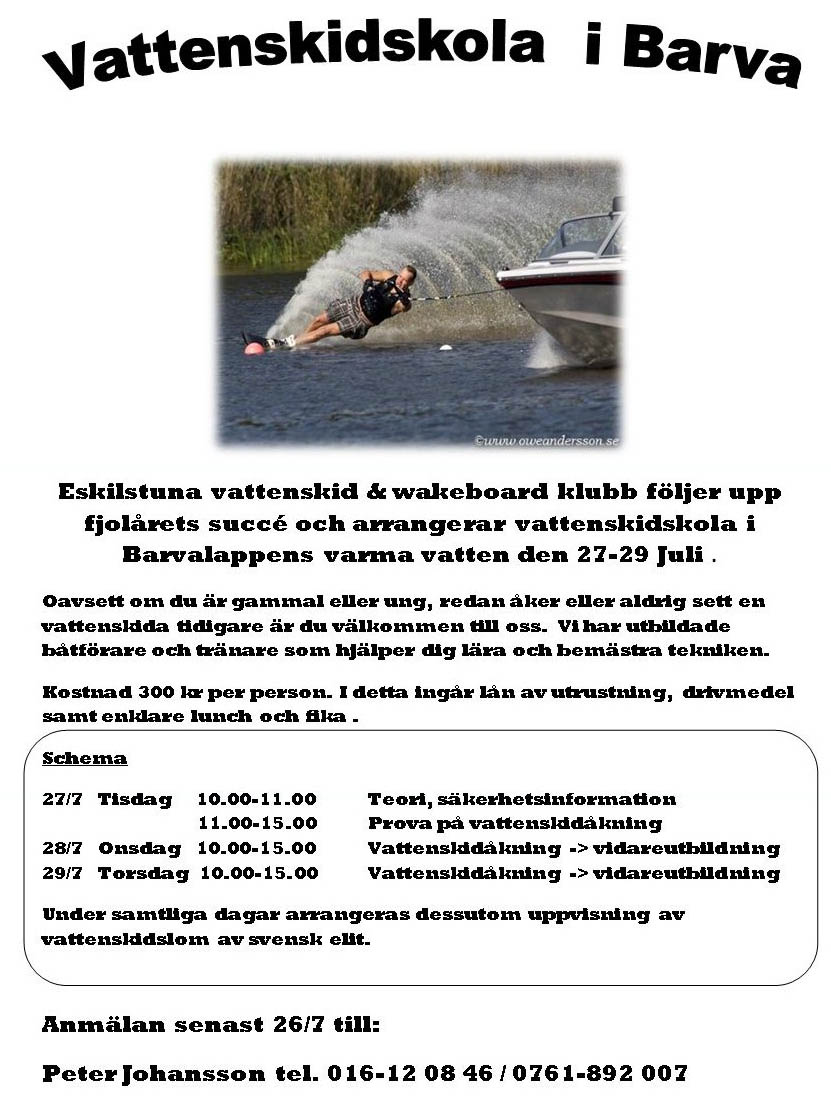 Vattenskidskola i Barva
©www oweandersson.se
Eskilstuna vattenskid & wakeboard klubb följer upp
fjolårets succé och arrangerar vattenskidskola i
Barvalappens varma vatten den 27-29 Juli .
Oavsett om du är gammal eller ung, redan åker eller aldrig sett en
vattenskida tidigare är du välkommen till oss. Vi har utbildade
båtförare och tränare som hjälper dig lära och bemästra tekniken.
Kostnad 300 kr per person. I detta ingår lån av utrustning, drivmedel
samt enklare lunch och fika .
Schema
27/7 Tisdag 10.00-11.00 Teori, säkerhetsinformation
11.00-15.00 Prova på vattenskidåkning
28/7 Onsdag 10.00-15.00 Vattenskidåkning -> vidareutbildning
29/7 Torsdag 10.00-15.00 Vattenskidåkning -> vidareutbildning
Under samtliga dagar arrangeras dessutom uppvisning av
vattenskidslom av svensk elit.
Anmälan senast 26/7 till:
Peter Johansson tel. 016-12 08 46 / 0761-892 007